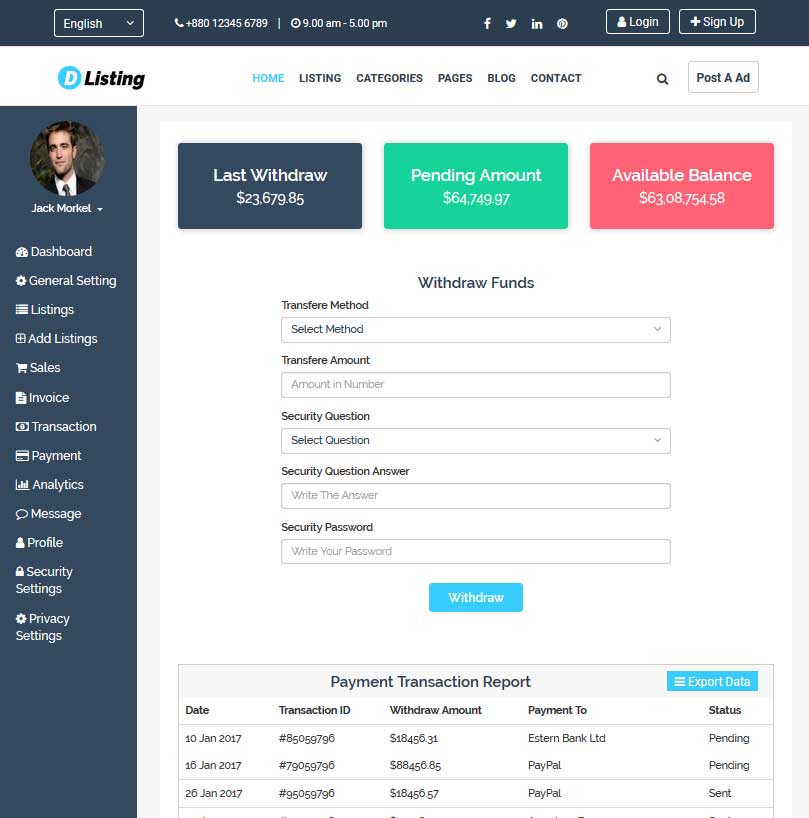 English
+880 12345 6789 | 9.00 am - 5.00 pm
Login
Sign Up
D Listing
HOME LISTING CATEGORIES PAGES BLOG CONTACT
Post A Ad
Jack Morkel
Dashboard
General Setting
Listings
Add Listings
Sales
Invoice
Transaction
Payment
Analytics
Message
Profile
Security
Settings
Privacy
Settings
Last Withdraw
$23,679.85
Pending Amount
$64,749.97
Available Balance
$63,08,754.58
Withdraw Funds
Transfere Method
Select Method
Transfere Amount
Amount in Number
Security Question
Select Question
Security Question Answer
Write The Answer
Security Password
Write Your Password
Withdraw
Payment Transaction Report
Export Data
Date Transaction ID Withdraw Amount Payment To Status
10 Jan 2017 #85059796 $18456.31 Estern Bank Ltd Pending
16 Jan 2017 #79059796 $88456.85 PayPal Pending
26 Jan 2017 #95059796 $18456.57 PayPal Sent